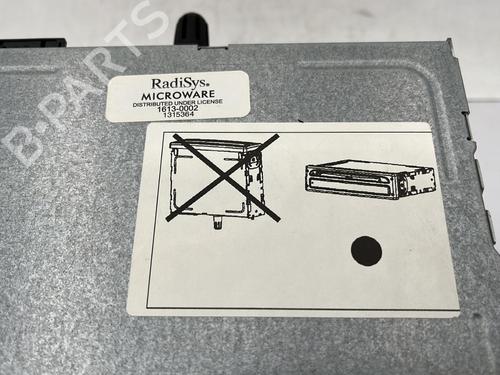 B-PARTS
RadiSys®
MICROWARE
DISTRIBUTED UNDER LICENSE
1613-0002
1315364